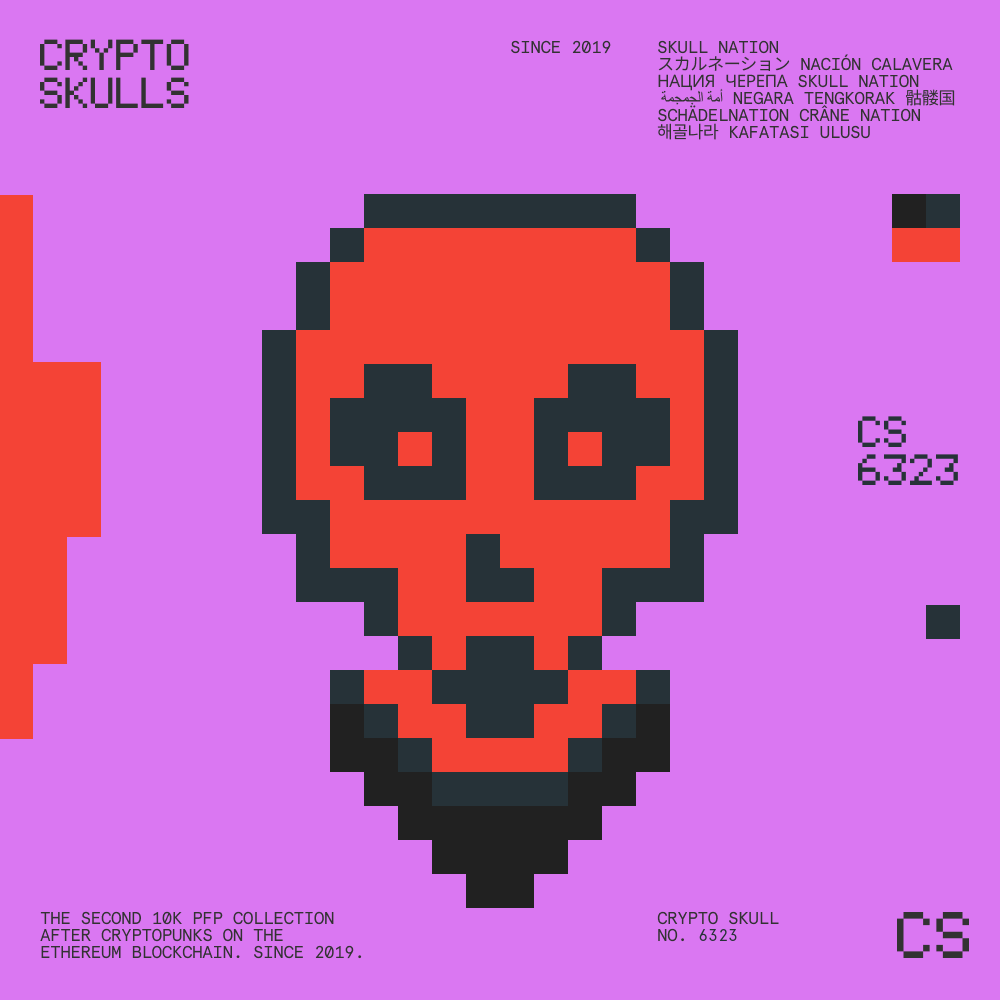 CRYPTO
SKULLS
SINCE 2019
SKULL NATION
スカルネーション NACIÓN CALAVERA
НАЦИЯ ЧЕРЕПА SKULL NATION
أمة الجمجمة NEGARA TENGKORAK 骷髅国
SCHÄDELNATION CRÂNE NATION
해골나라 KAFATASI ULUSU
CS
6323
THE SECOND 10K PFP COLLECTION
AFTER CRYPTOPUNKS ON THE
ETHEREUM BLOCKCHAIN. SINCE 2019.
CRYPTO SKULL
NO. 6323
CS